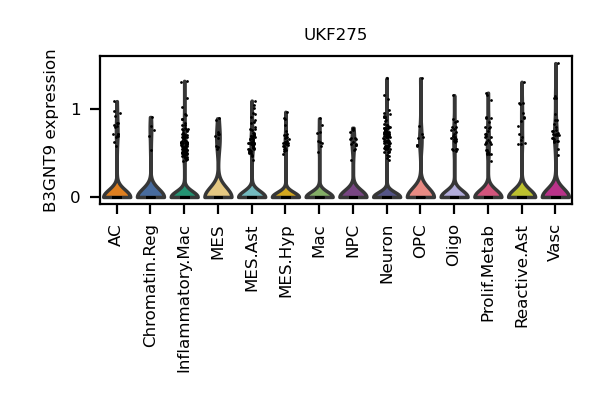 UKF275
B3GNT9 expression
1
0
AC
Chromatin.Reg
Inflammatory.Mac
MES
MES.Ast
MES.Hyp
Mac
NPC
Neuron
OPC
Oligo
Prolif.Metab
Reactive.Ast
Vasc